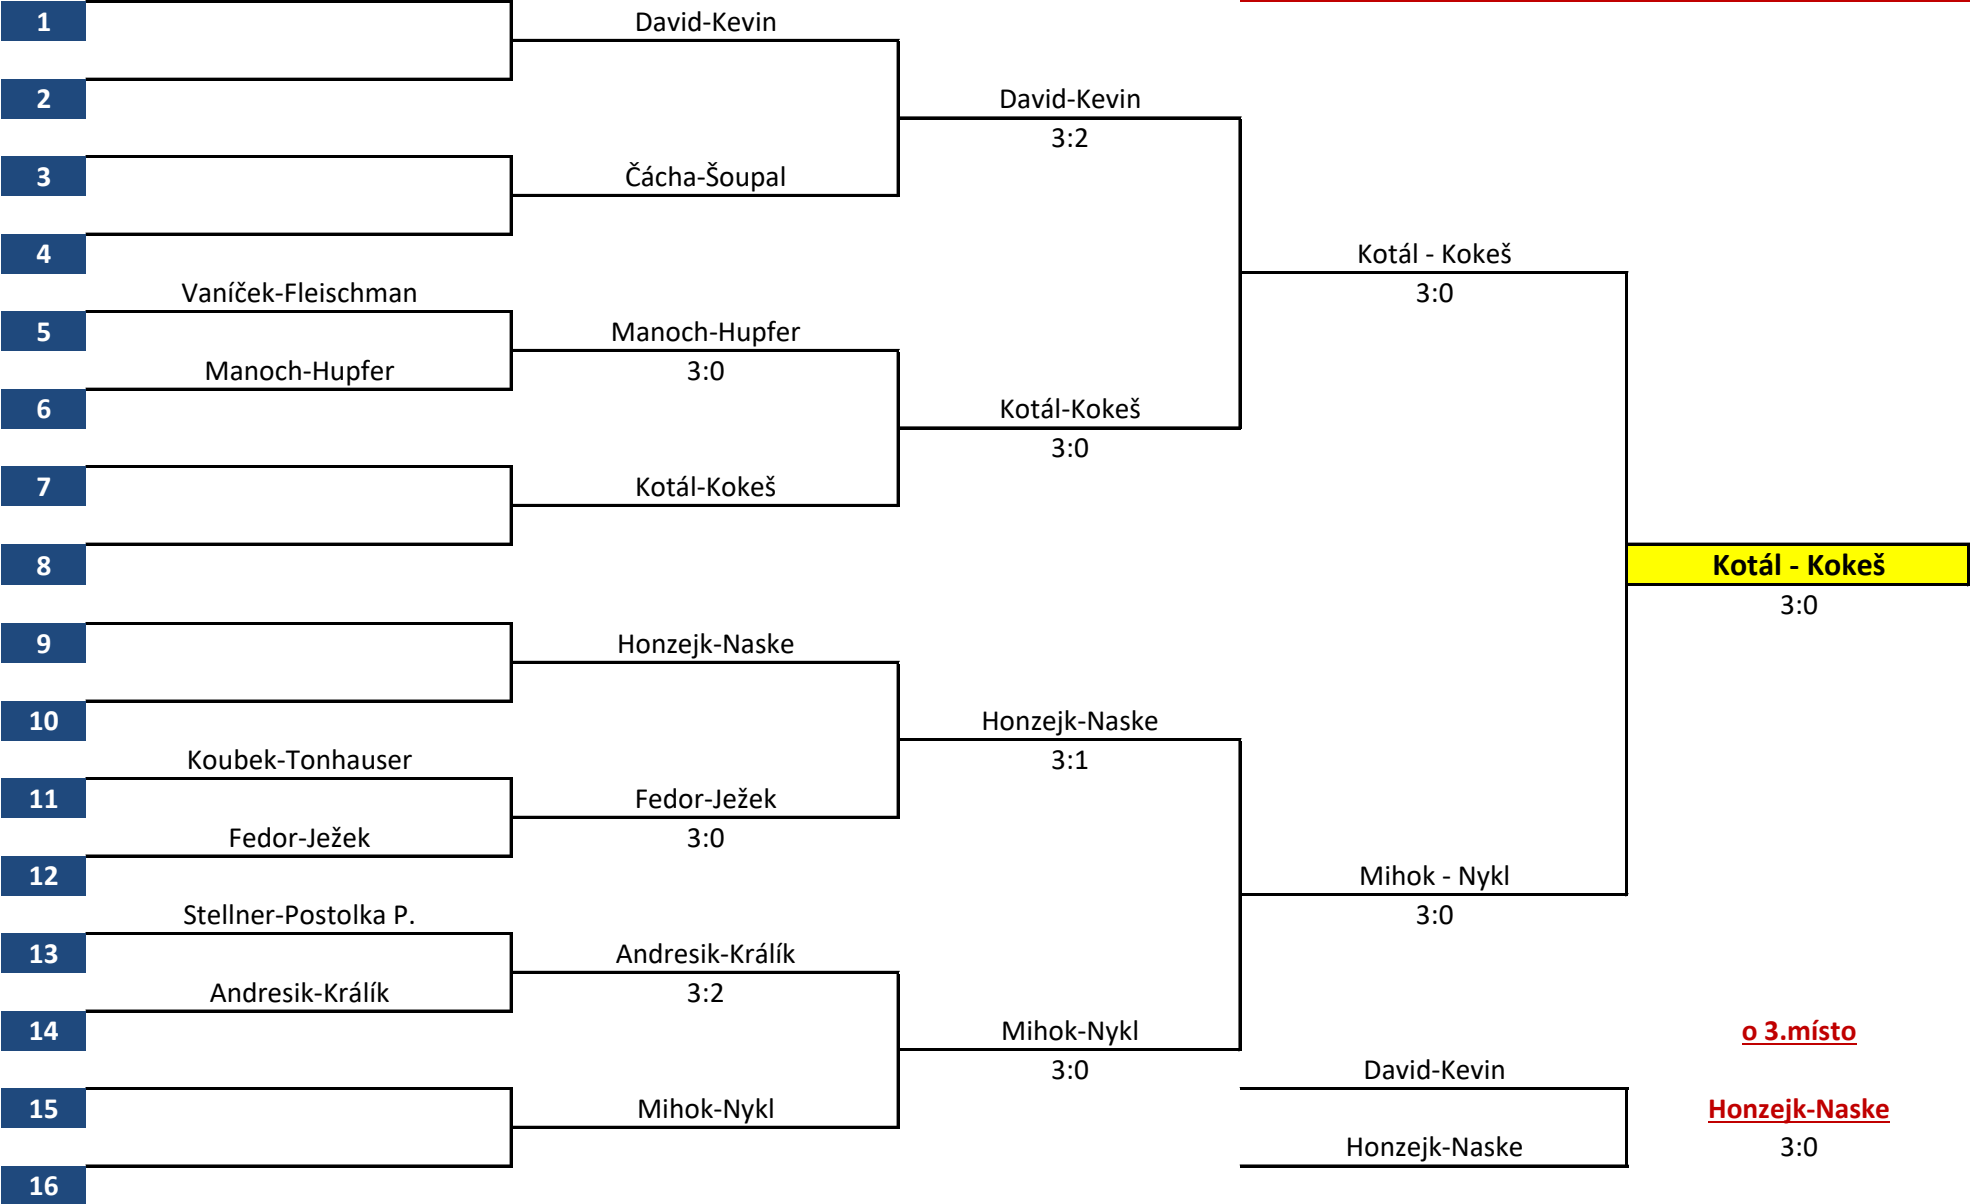 1
David-Kevin
2
David-Kevin
3:2
3
Čácha-Šoupal
4
Kotál - Kokeš
Vaníček-Fleischman
3:0
5
Manoch-Hupfer
Manoch-Hupfer
3:0
6
Kotál-Kokeš
3:0
7
Kotál-Kokeš
8
Kotál - Kokeš
3:0
9
Honzejk-Naske
10
Honzejk-Naske
Koubek-Tonhauser
3:1
11
Fedor-Ježek
Fedor-Ježek
3:0
12
Mihok - Nykl
Stellner-Postolka P.
3:0
13
Andresik-Králík
Andresik-Králík
3:2
14
Mihok-Nykl
o 3.místo
3:0
David-Kevin
15
Mihok-Nykl
Honzejk-Naske
Honzejk-Naske
3:0
16